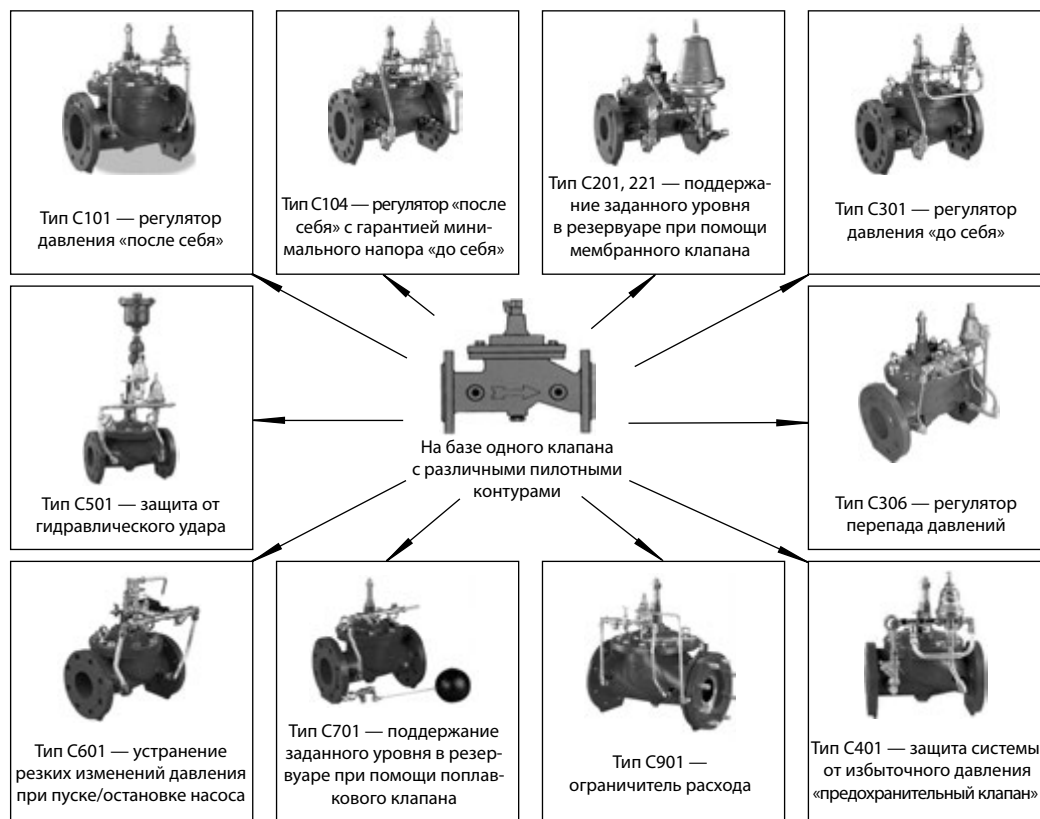 Тип С101 — регулятор
давления «после себя»
Тип С104 — регулятор «после
себя» с гарантией мини-
мального напора «до себя»
Тип С201, 221 — поддержа-
ние заданного уровня
в резервуаре при помощи
мембранного клапана
Тип С301 — регулятор
давления «до себя»
Тип С501 — защита от
гидравлического удара
На базе одного клапана
с различными пилотными
контурами
Тип С306 — регулятор
перепада давлений
Тип С601 — устранение
резких изменений давления
при пуске/остановке насоса
Тип С701 — поддержание
заданного уровня в резер-
вуаре при помощи поплав-
кового клапана
Тип С901 —
ограничитель расхода
Тип С401 — защита системы
от избыточного давления
«предохранительный клапан»